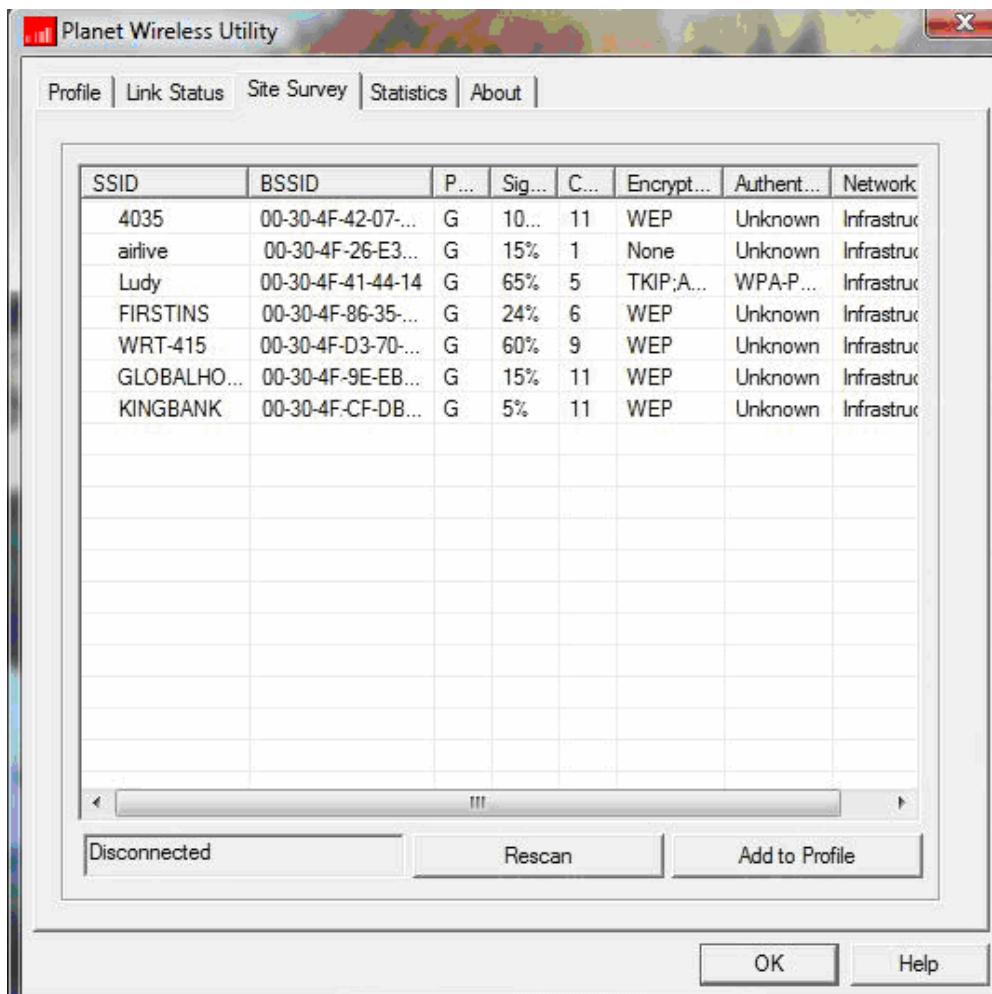 Planet Wireless Utility
Profile Link Status Site Survey Statistics About
SSID BSSID P... Sig... C... Encrypt... Authent... Network
4035 00-30-4F-42-07-... G 10... 11 WEP Unknown Infrastruc
airlive 00-30-4F-26-E3... G 15% 1 None Unknown Infrastruc
Ludy 00-30-4F-41-44-14 G 65% 5 TKIP;A... WPA-P... Infrastruc
FIRSTINS 00-30-4F-86-35-... G 24% 6 WEP Unknown Infrastruc
WRT-415 00-30-4F-D3-70-... G 60% 9 WEP Unknown Infrastruc
GLOBALHO... 00-30-4F-9E-EB... G 15% 11 WEP Unknown Infrastruc
KINGBANK 00-30-4F-CF-DB... G 5% 11 WEP Unknown Infrastruc
Disconnected Rescan Add to Profile
OK Help